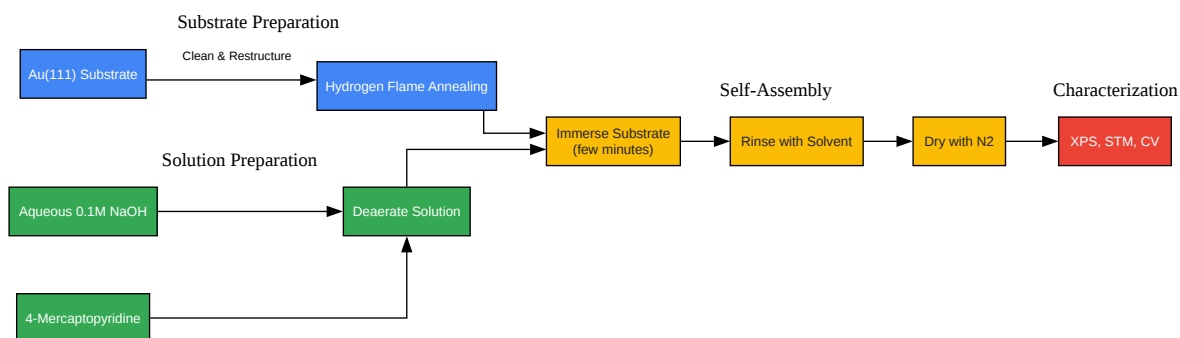 Substrate Preparation
Au(111) Substrate
Clean & Restructure
Hydrogen Flame Annealing
Solution Preparation
Aqueous 0.1M NaOH
4-Mercaptopyridine
Deaerate Solution
Self-Assembly
Immerse Substrate
(few minutes)
Rinse with Solvent
Dry with N2
Characterization
XPS, STM, CV